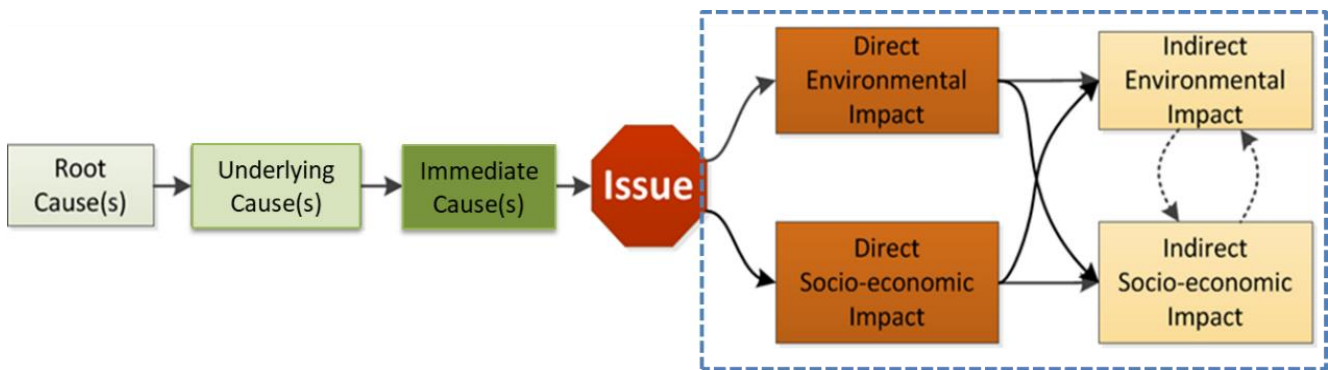 Root
Cause(s)
Underlying
Cause(s)
Immediate
Cause(s)
Issue
Direct
Environmental
Impact
Direct
Socio-economic
Impact
Indirect
Environmental
Impact
Indirect
Socio-economic
Impact